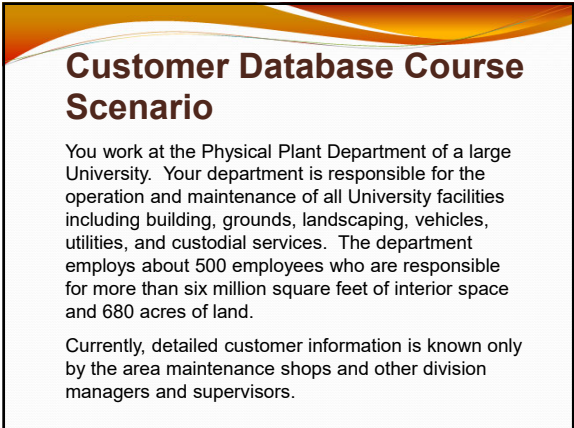 Customer Database Course
Scenario
You work at the Physical Plant Department of a large
University.  Your department is responsible for the
operation and maintenance of all University facilities
including building, grounds, landscaping, vehicles,
utilities, and custodial services.  The department
employs about 500 employees who are responsible
for more than six million square feet of interior space
and 680 acres of land.
Currently, detailed customer information is known only
by the area maintenance shops and other division
managers and supervisors.